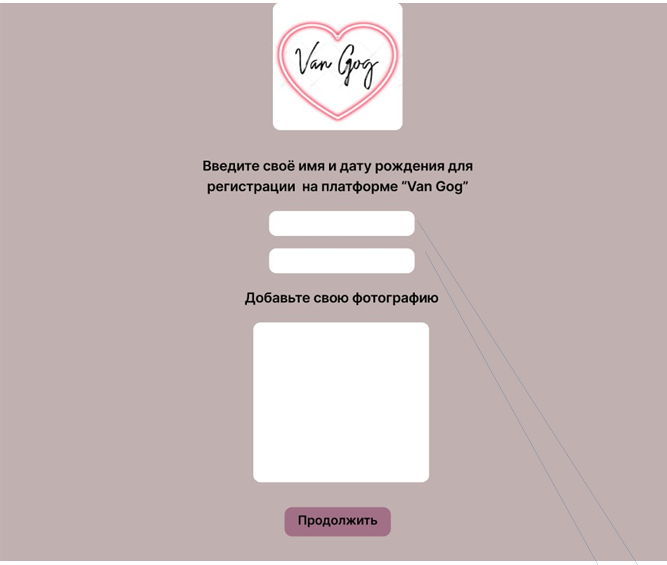 Van Gog
Введите своё имя и дату рождения для
регистрации на платформе “Van Gog”
Добавьте свою фотографию
Продолжить